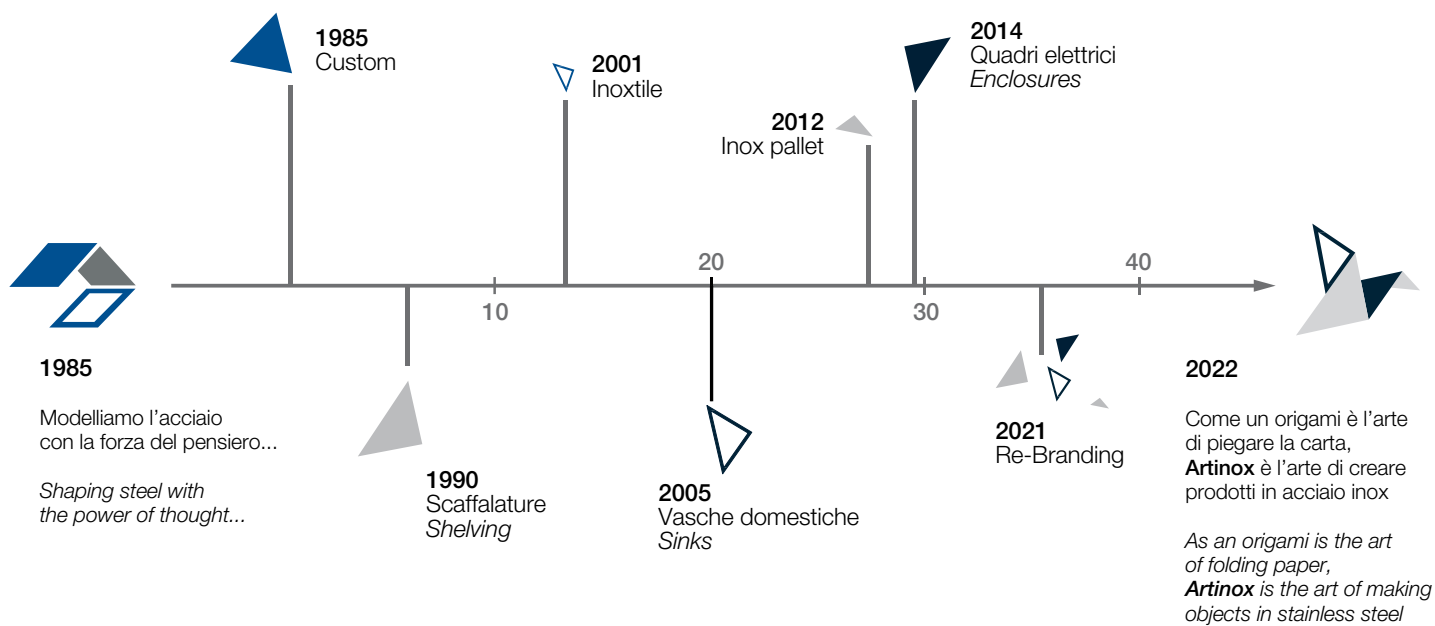 1985
Custom
2001
Inoxtile
2012
Inox pallet
2014
Quadri elettrici
Enclosures
10
20
30
40
1985
Modelliamo l'acciaio
con la forza del pensiero...
Shaping steel with
the power of thought...
1990
Scaffalature
Shelving
2005
Vasche domestiche
Sinks
2021
Re-Branding
2022
Come un origami è l'arte
di piegare la carta,
Artinox è l'arte di creare
prodotti in acciaio inox
As an origami is the art
of folding paper,
Artinox is the art of making
objects in stainless steel